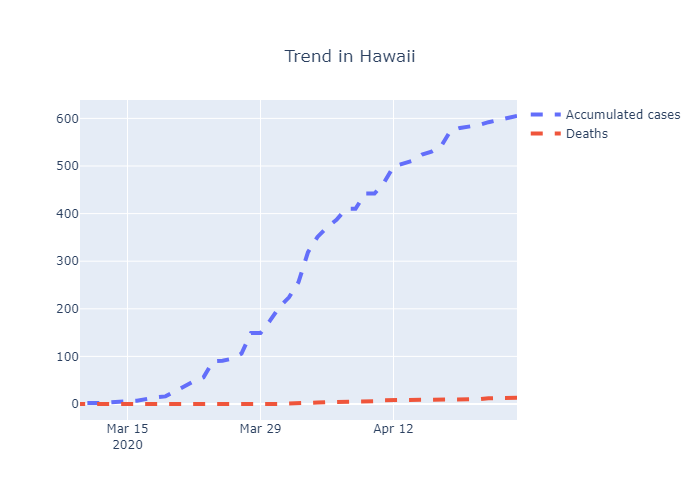 Trend in Hawaii
Accumulated cases
Deaths
600
500
400
300
200
100
0
Mar 15
2020
Mar 29
Apr 12